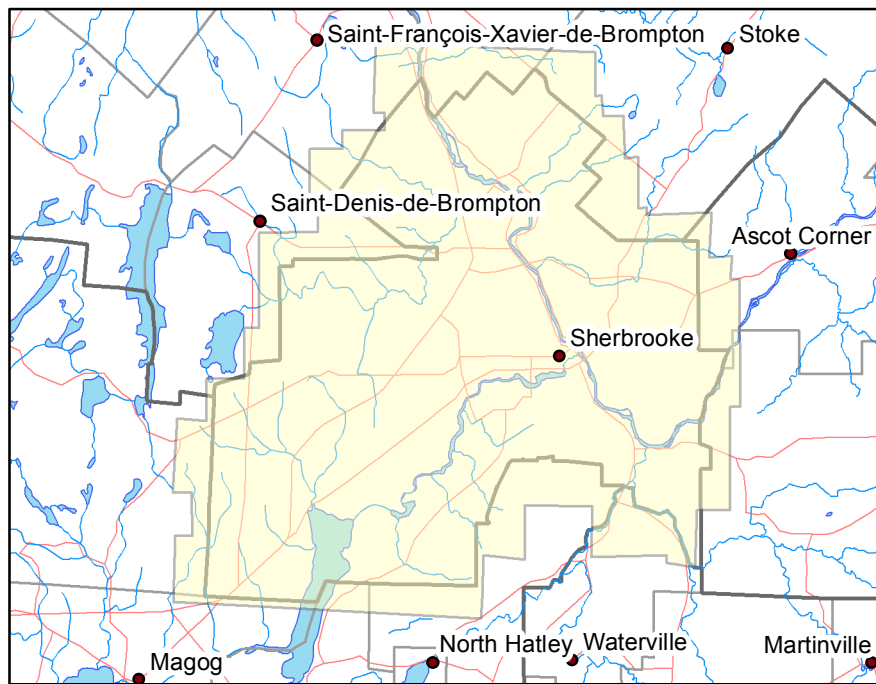 Saint-François-Xavier-de-Brompton
Stoke
Saint-Denis-de-Brompton
Ascot Corner
Sherbrooke
North Hatley
Waterville
Martinville
Magog